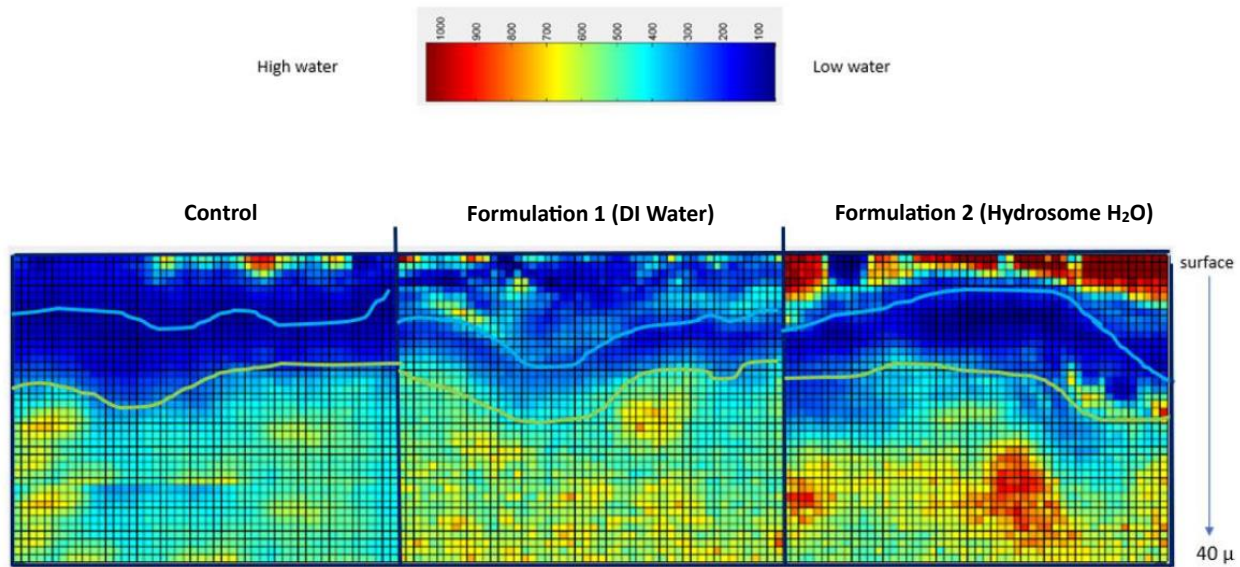 1000 900 800 700 600 500 400 300 200 100
High water
Low water
Control
Formulation 1 (DI Water)
Formulation 2 (Hydrosome H₂O)
surface
40 μ